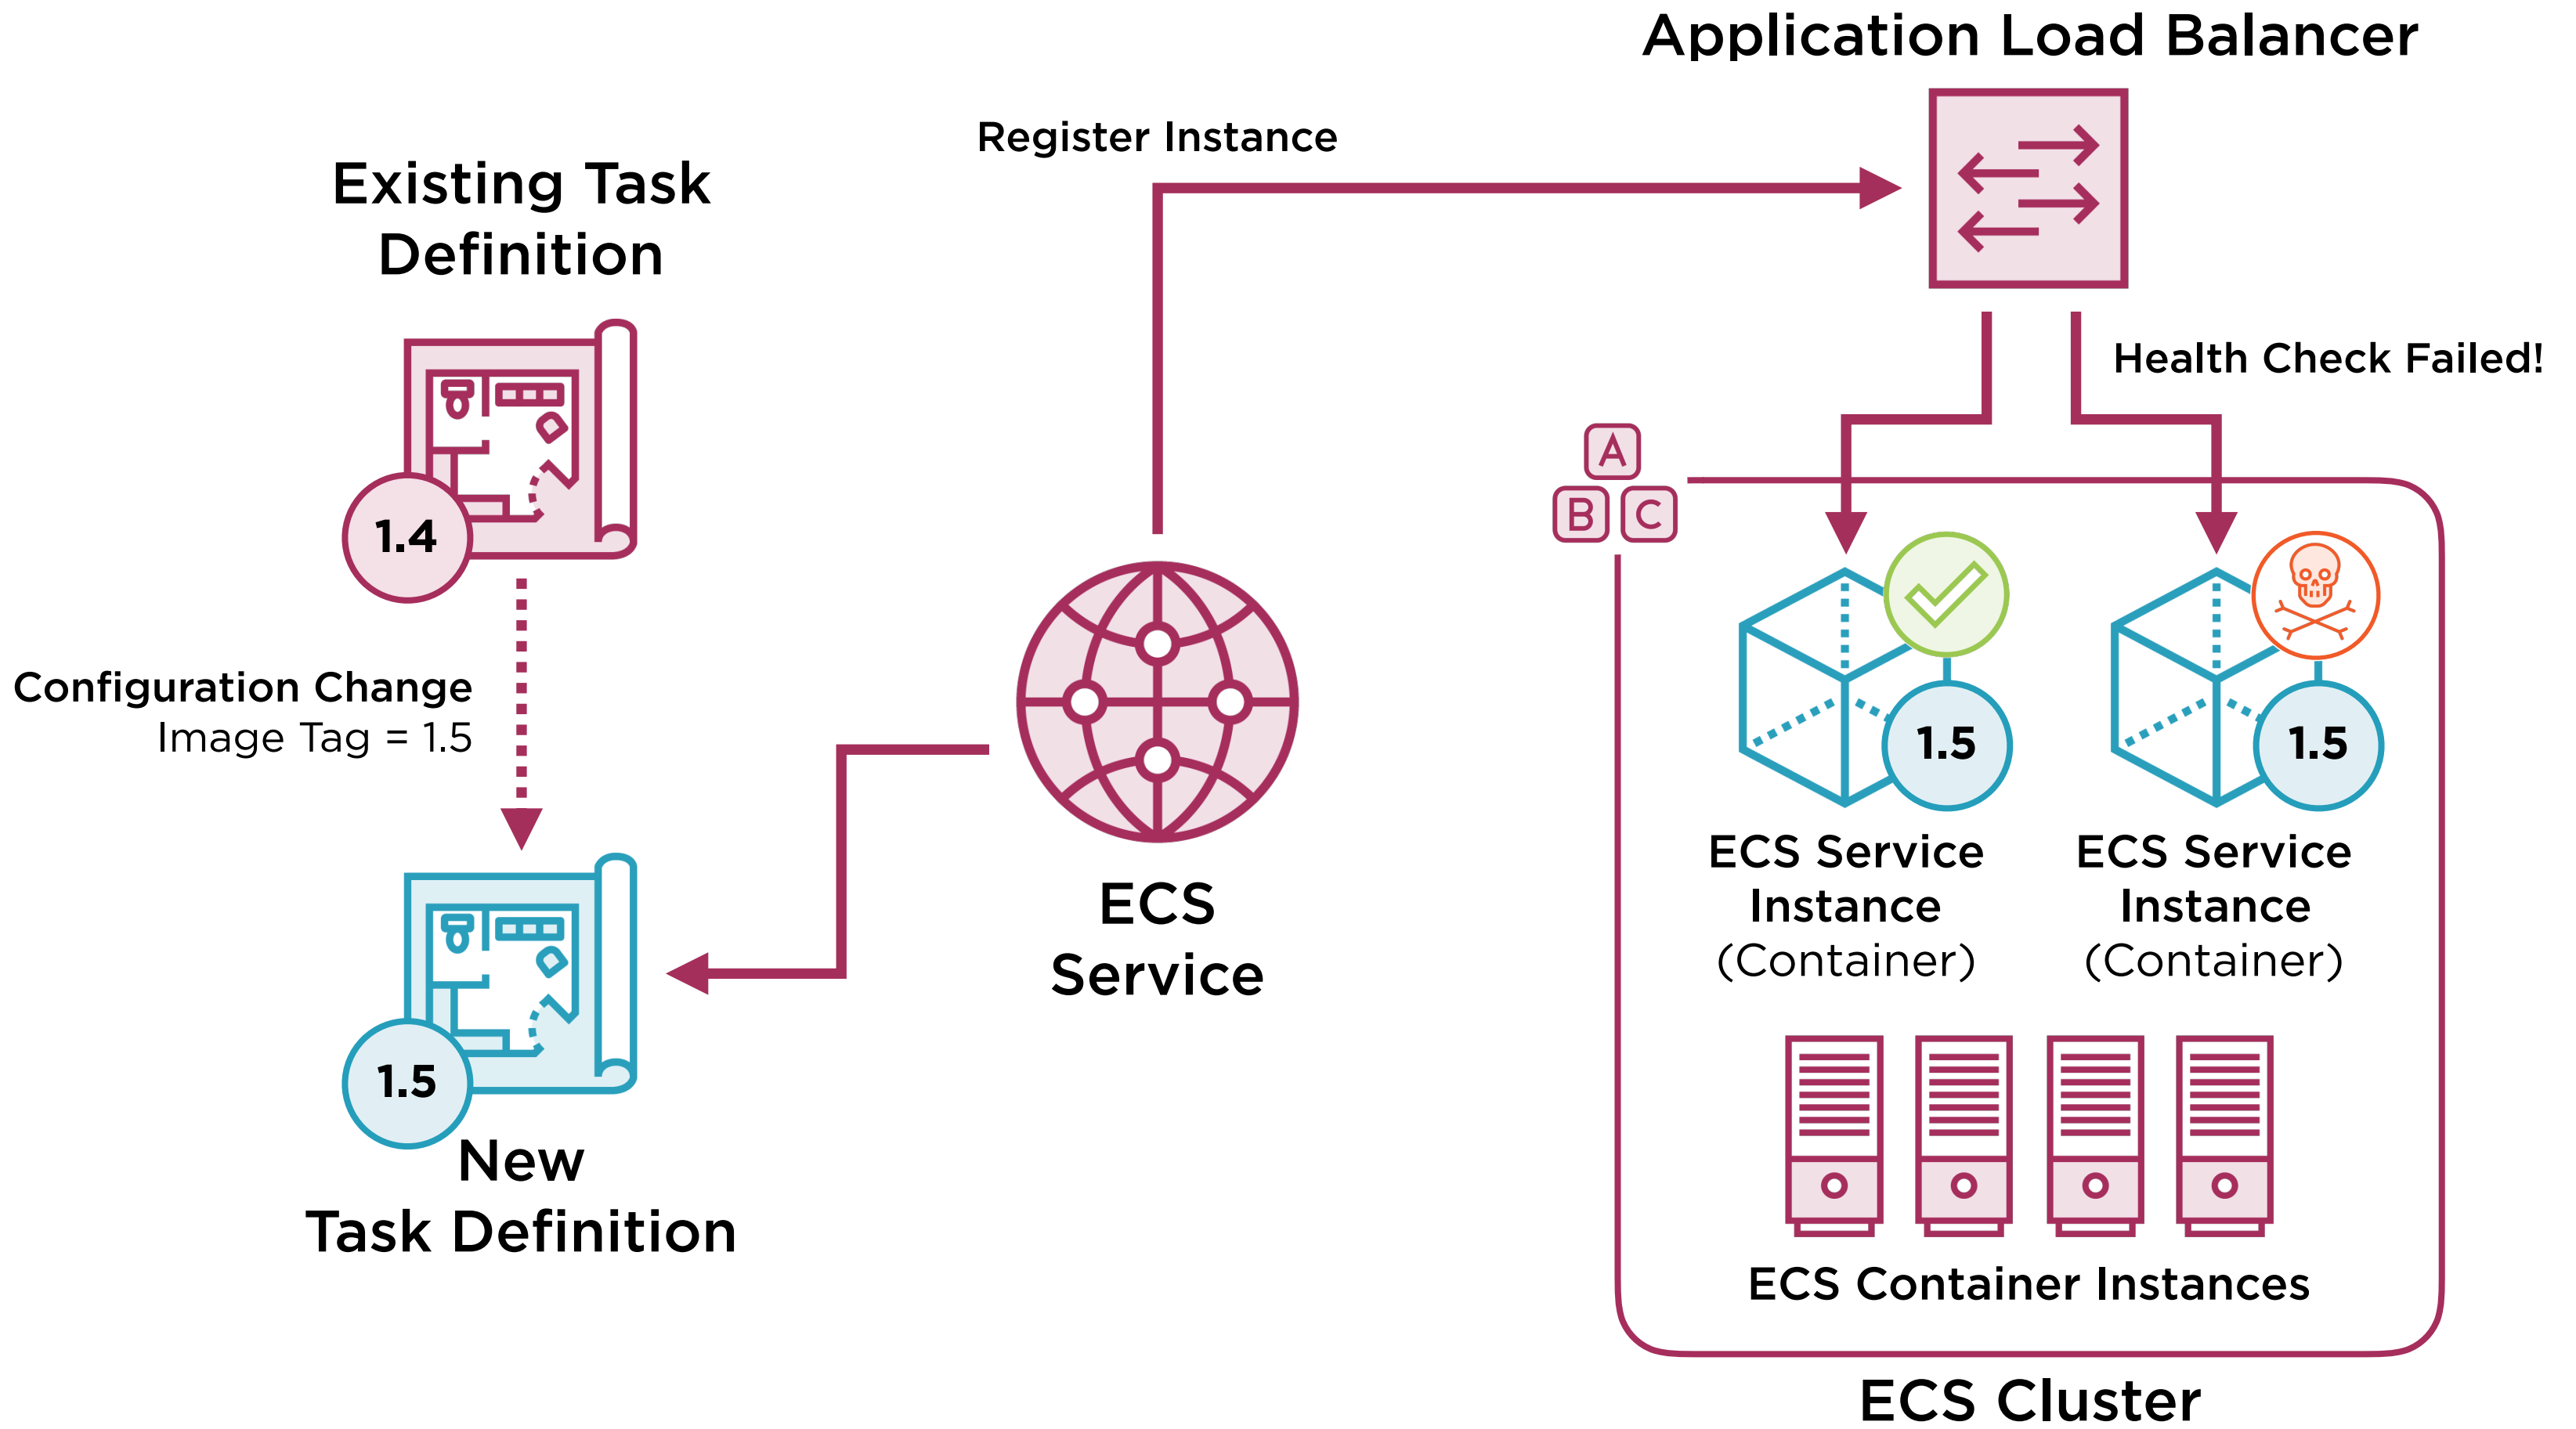 Application Load Balancer
Register Instance
Existing Task
Definition
Health Check Failed!
A
B C
1.4
Configuration Change
Image Tag = 1.5
1.5
1.5
ECS Service
Instance
(Container)
ECS Service
Instance
(Container)
ECS
Service
1.5
New
Task Definition
ECS Container Instances
ECS Cluster